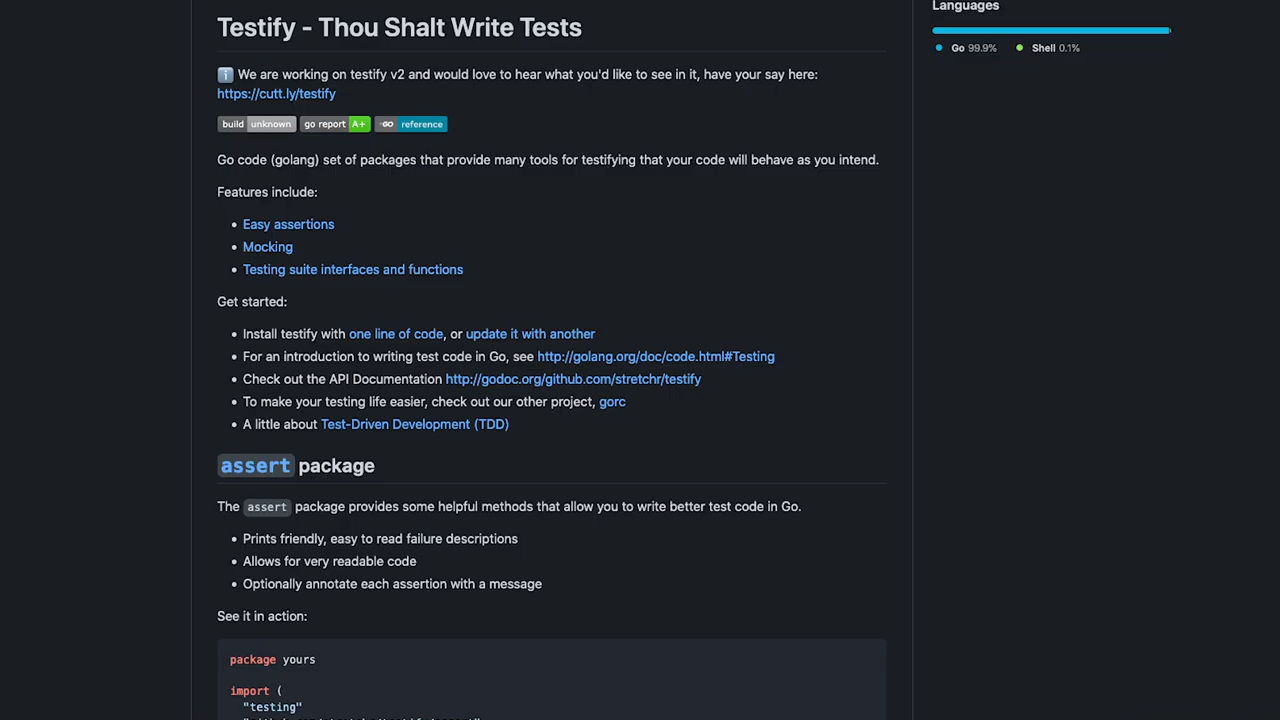 Testify - Thou Shalt Write Tests
Languages
Go 99.9% Shell 0.1%
We are working on testify v2 and would love to hear what you'd like to see in it, have your say here:
https://cutt.ly/testify
build unknown go report A+ GO reference
Go code (golang) set of packages that provide many tools for testifying that your code will behave as you intend.
Features include:
Easy assertions
Mocking
Testing suite interfaces and functions
Get started:
Install testify with one line of code, or update it with another
For an introduction to writing test code in Go, see http://golang.org/doc/code.html#Testing
Check out the API Documentation http://godoc.org/github.com/stretchr/testify
To make your testing life easier, check out our other project, gorc
A little about Test-Driven Development (TDD)
assert package
The assert package provides some helpful methods that allow you to write better test code in Go.
Prints friendly, easy to read failure descriptions
Allows for very readable code
Optionally annotate each assertion with a message
See it in action:
package yours
import (
"testing"